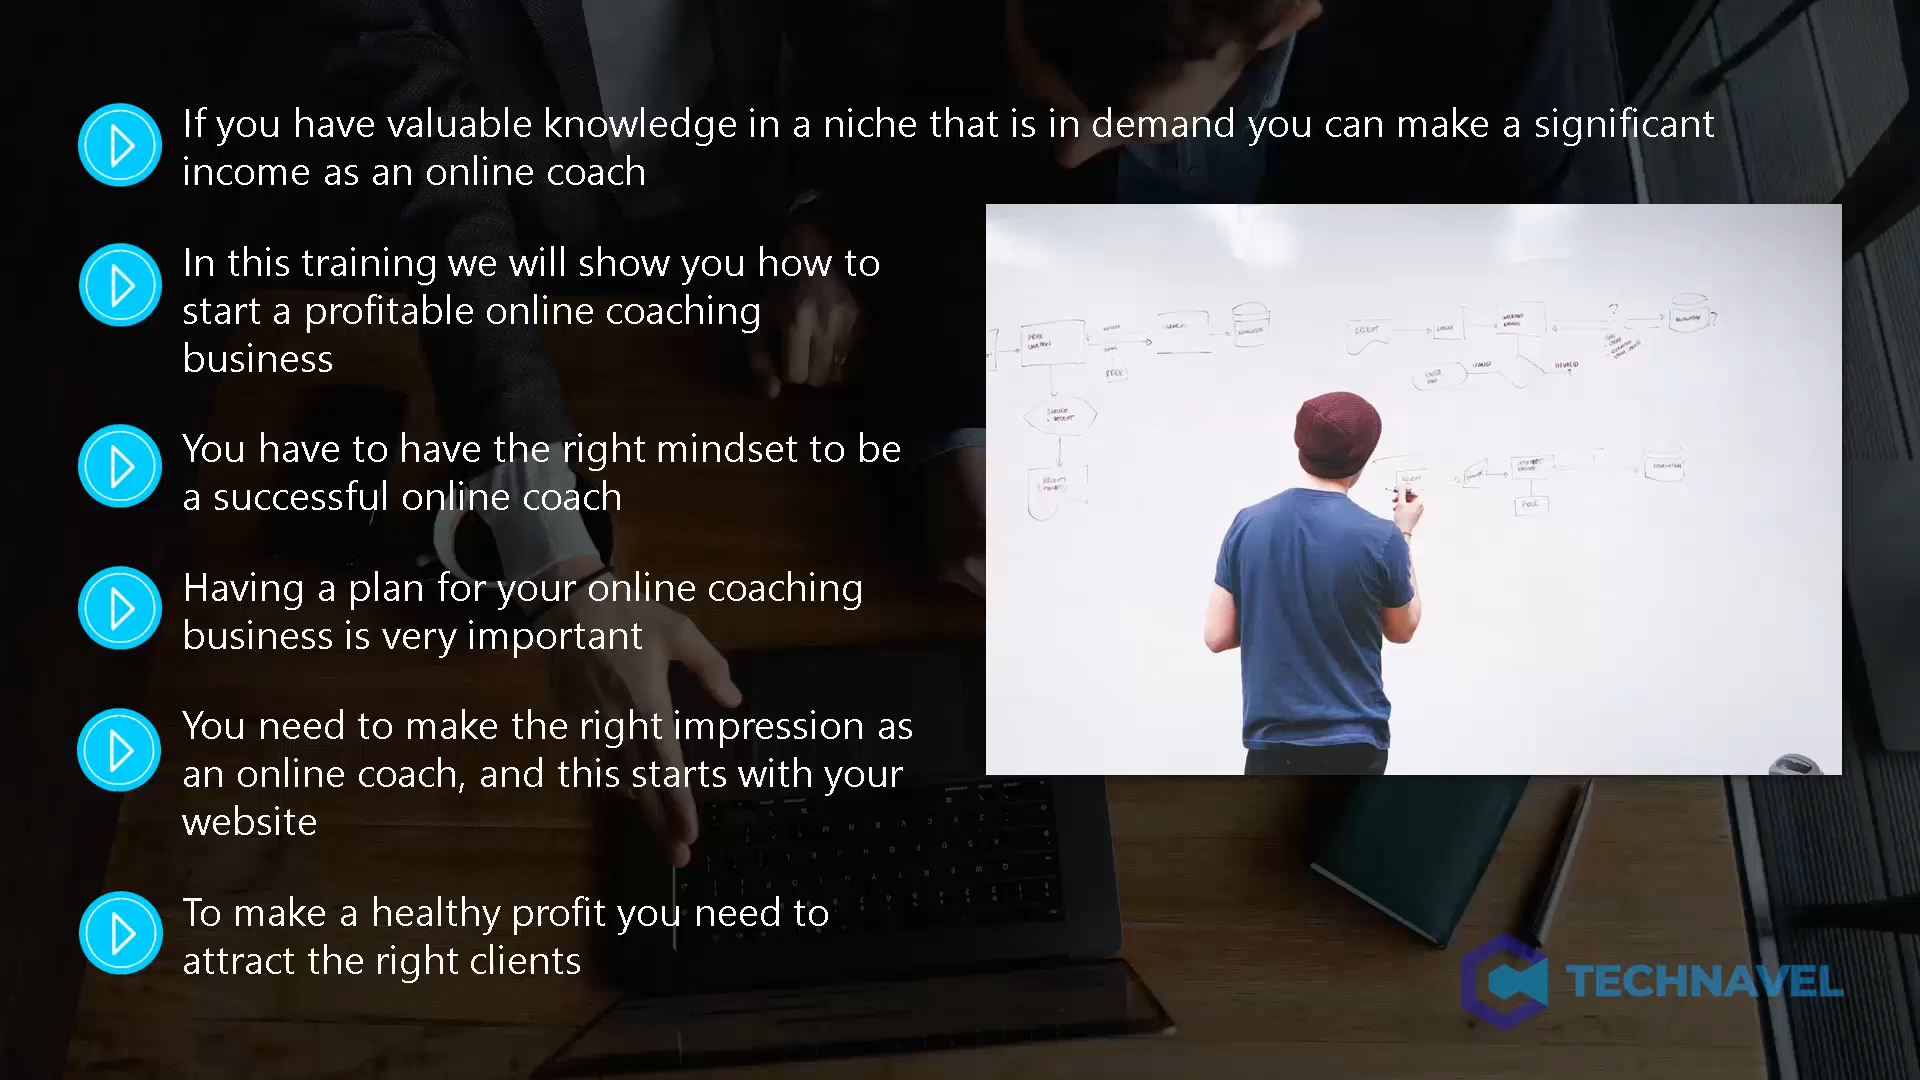 If you have valuable knowledge in a niche that is in demand you can make a significant
income as an online coach
In this training we will show you how to
start a profitable online coaching
business
You have to have the right mindset to be
a successful online coach
Having a plan for your online coaching
business is very important
You need to make the right impression as
an online coach, and this starts with your
website
To make a healthy profit you need to
attract the right clients
INVALID
?
?
?
TECHNAVEL